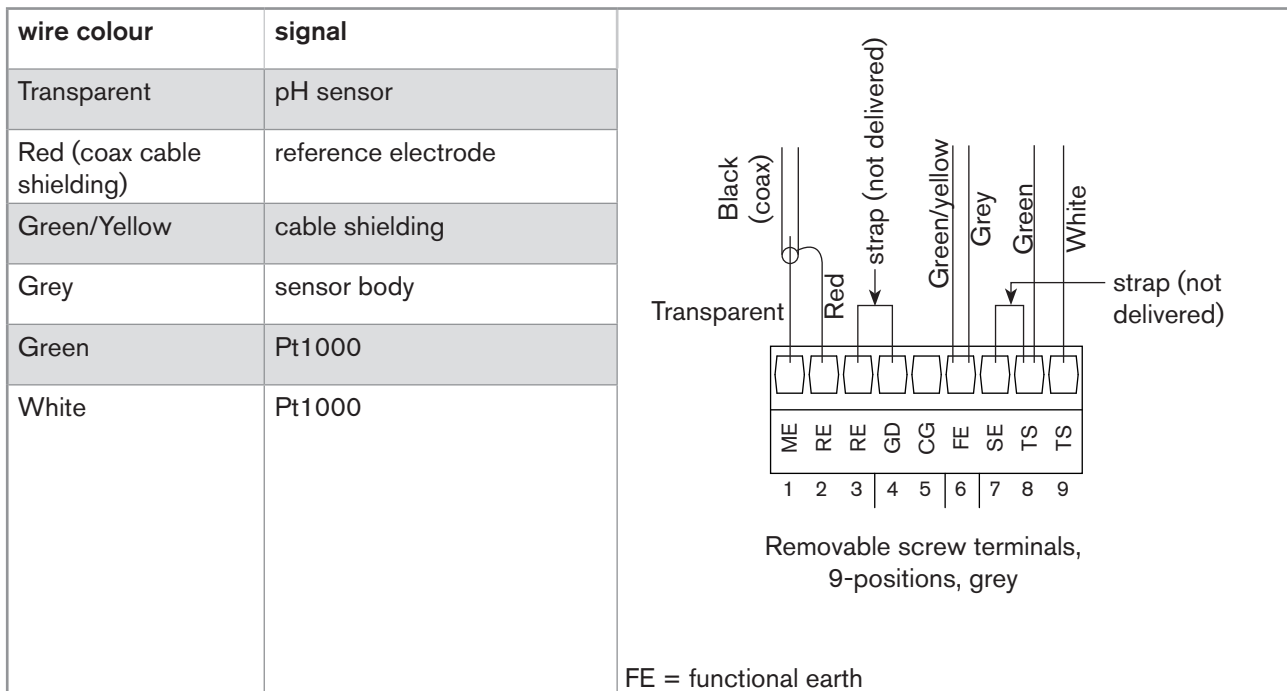 wire colour signal
Transparent pH sensor
Red (coax cable reference electrode
shielding)
Green/Yellow cable shielding
Grey sensor body
Green Pt1000
White Pt1000
Black
(coax)
strap (not delivered)
Green/yellow
Grey
Green
White
Transparent
Red
strap (not
delivered)
ME RE RE GD CG FE SE TS TS
1 2 3 4 5 6 7 8 9
Removable screw terminals,
9-positions, grey
FE = functional earth